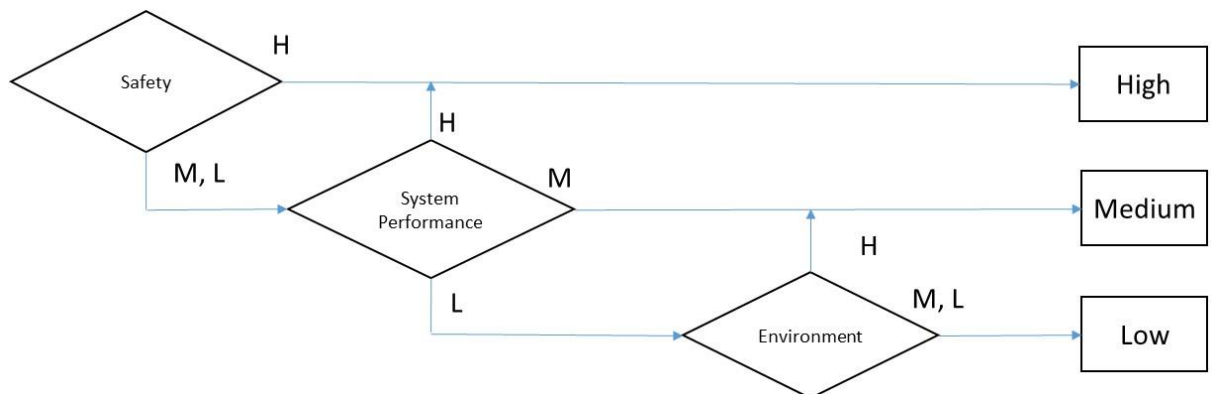 H
Safety
High
H
M, L
M
System
Performance
Medium
H
L
M, L
Environment
Low